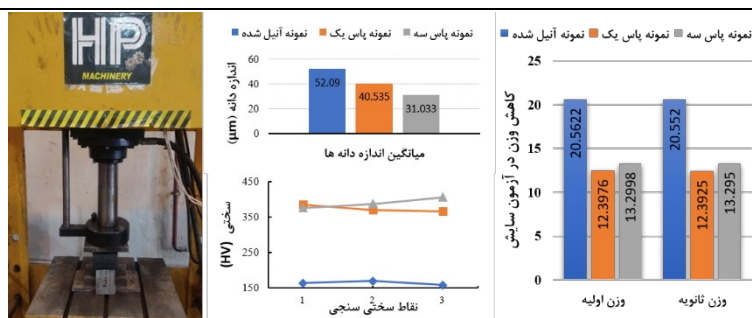 HP
MACHINERY
نمونه آنیل شده نمونه پاس یک نمونه پاس سه
اندازه دانه (µm)
60
40
20
0
52.09
40.535
31.033
میانگین اندازه دانه ها
سختی (HV)
450
350
250
150
1 2 3
نقاط سختی سنجی
نمونه آنیل شده نمونه پاس یک نمونه پاس سه
کاهش وزن در آزمون سایش
25
20
15
10
5
0
20.5622
12.3976
13.2998
20.552
12.3925
13.295
وزن اولیه وزن ثانویه